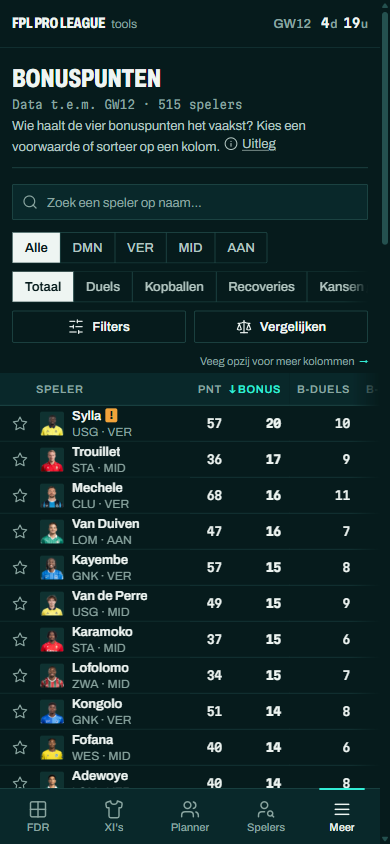 FPL PRO LEAGUE tools GW12 4d 19u
BONUSPUNTEN
Data t.e.m. GW12 · 515 spelers
Wie haalt de vier bonuspunten het vaakst? Kies een
voorwaarde of sorteer op een kolom. Uitleg
Zoek een speler op naam...
Alle DMN VER MID AAN
Totaal Duels Kopballen Recoveries Kansen
Filters Vergelijken
Veeg opzij voor meer kolommen →
SPELER PNT ↓BONUS B-DUELS B-
Sylla ! 57 20 10
USG · VER
Trouillet 36 17 9
STA · MID
Mechele 68 16 11
CLU · VER
Van Duiven 47 16 7
LOM · AAN
Kayembe 57 15 8
GNK · VER
Van de Perre 49 15 9
USG · MID
Karamoko 37 15 6
STA · MID
Lofolomo 34 15 7
ZWA · MID
Kongolo 51 14 8
GNK · VER
Fofana 40 14 6
WES · MID
Adewoye 40 14 8
FDR XI's Planner Spelers Meer